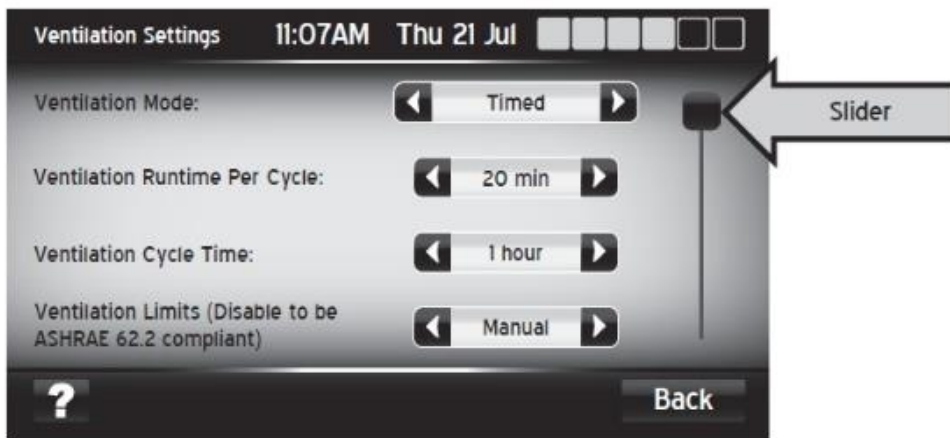 Ventilation Settings 11:07AM Thu 21 Jul
Ventilation Mode: Timed
Slider
Ventilation Runtime Per Cycle: 20 min
Ventilation Cycle Time: 1 hour
Ventilation Limits (Disable to be
ASHRAE 62.2 compliant) Manual
? Back